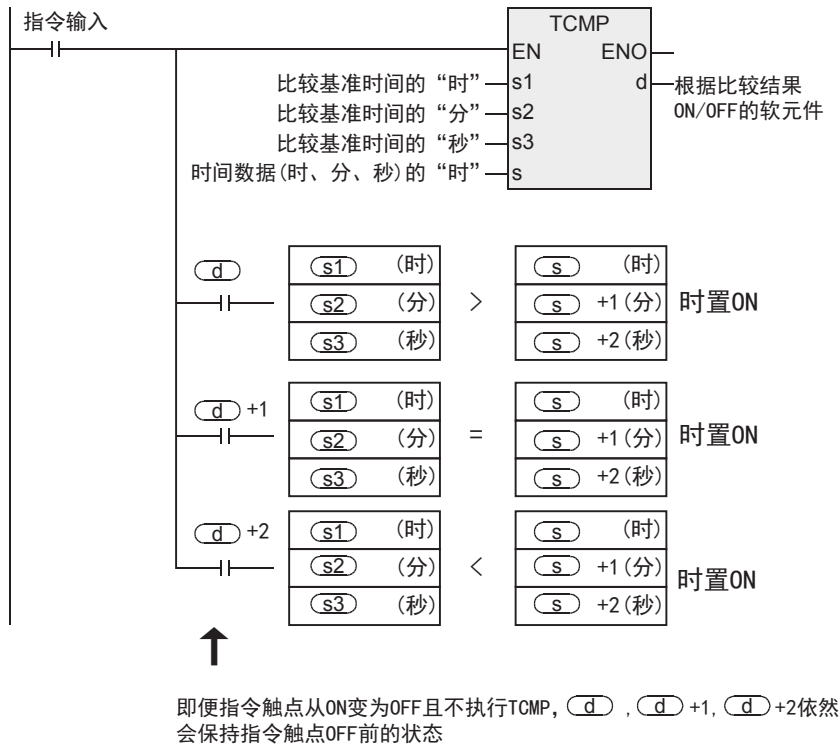 指令输入
TCMP
EN ENO
比较基准时间的“时” s1 d 根据比较结果
比较基准时间的“分” s2 ON/OFF的软元件
比较基准时间的“秒” s3
时间数据(时、分、秒)的“时” s
d s1 (时) s (时)
s2 (分) > s +1(分) 时置ON
s3 (秒) s +2(秒)
d +1 s1 (时) s (时)
s2 (分) = s +1(分) 时置ON
s3 (秒) s +2(秒)
d +2 s1 (时) s (时)
s2 (分) < s +1(分) 时置ON
s3 (秒) s +2(秒)
即便指令触点从ON变为OFF且不执行TCMP, d , d +1, d +2依然
会保持指令触点OFF前的状态